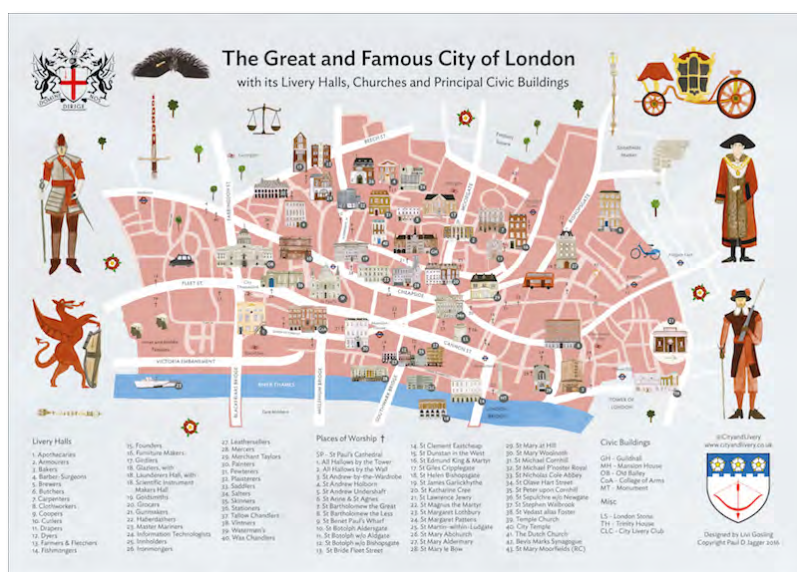 The Great and Famous City of London
with its Livery Halls, Churches and Principal Civic Buildings
DIRIGE
BEECH ST
FLEET ST.
CHEAPSIDE
CANNON ST
VICTORIA EMBANKMENT
RIVER THAMES
BLACKFRIARS BRIDGE
SOUTHWARK BRIDGE
TOWER OF
LONDON
Livery Halls
1. Apothecaries
2. Armourers
3. Bakers
4. Barber-Surgeons
5. Brewers
6. Butchers
7. Carpenters
8. Clothworkers
9. Coopers
10. Cutlers
11. Drapers
12. Dyers
13. Farmers & Fletchers
14. Fishmongers
15. Founders
16. Furniture Makers
17. Girdlers
18. Glaziers, with
Scientific Instrument
Makers Hall
19. Goldsmiths
20. Grocers
21. Gunmakers
22. Haberdashers
23. Master Mariners
24. Information Technologists
25. Innholders
26. Ironmongers
27. Leathersellers
28. Mercers
29. Merchant Taylors
30. Painters
31. Pewterers
32. Plaisterers
33. Saddlers
34. Salters
35. Skinners
36. Stationers
37. Tallow Chandlers
38. Vintners
39. Watermen's
40. Wax Chandlers
Places of Worship †
SP - St Paul's Cathedral
1. All Hallows by the Tower
2. All Hallows by the Wall
3. St Andrew-by-the-Wardrobe
4. St Andrew Holborn
5. St Andrew Undershaft
6. St Anne & St Agnes
7. St Bartholomew the Great
8. St Bartholomew the Less
9. St Benet Paul's Wharf
10. St Botolph Aldersgate
11. St Botolph w/o Aldgate
12. St Botolph w/o Bishopsgate
13. St Bride Fleet Street
14. St Clement Eastcheap
15. St Dunstan in the West
16. St Edmund King & Martyr
17. St Giles Cripplegate
18. St Helen Bishopsgate
19. St James Garlickhythe
20. St Katharine Cree
21. St Lawrence Jewry
22. St Magnus the Martyr
23. St Margaret Lothbury
24. St Margaret Pattens
25. St Martin-within-Ludgate
26. St Mary Abchurch
27. St Mary Aldermary
28. St Mary le Bow
29. St Mary at Hill
30. St Mary Woolnoth
31. St Michael Cornhill
32. St Michael P'noster Royal
33. St Nicholas Cole Abbey
34. St Olave Hart Street
35. St Peter upon Cornhill
36. St Sepulchre w/o Newgate
37. St Stephen Walbrook
38. St Vedast alias Foster
39. Temple Church
40. City Temple
41. The Dutch Church
42. Bevis Marks Synagogue
43. St Mary Moorfields (RC)
Civic Buildings
GH - Guildhall
MH - Mansion House
OB - Old Bailey
CoA - College of Arms
MT - Monument
Misc
LS - London Stone
TH - Trinity House
CLC - City Livery Club
@CityandLivery
www.cityandlivery.co.uk
Designed by Livi Gosling
Copyright Paul D Jagger 2016